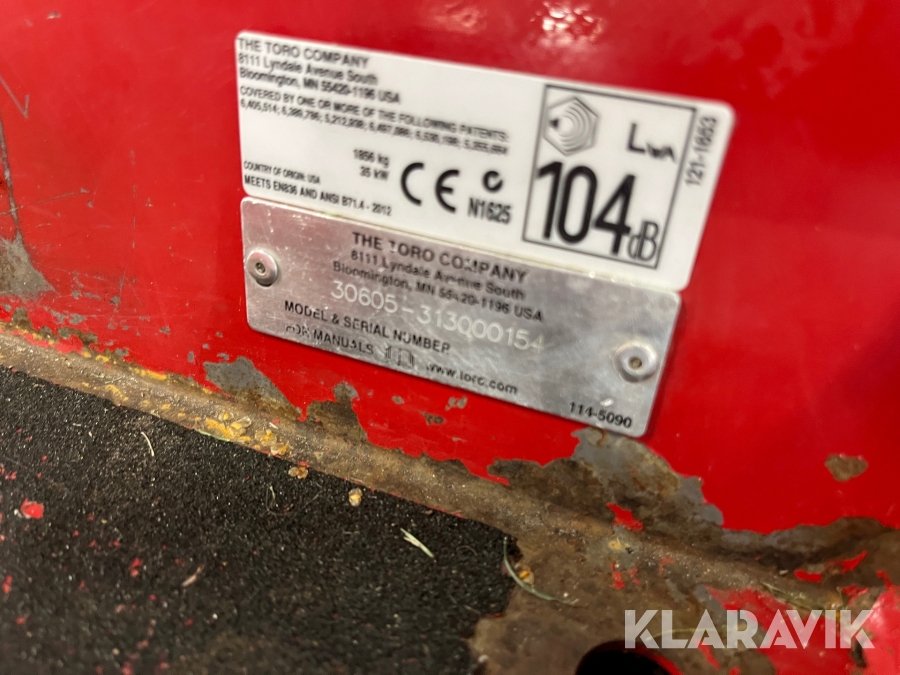 THE TORO COMPANY
8111 Lyndale Avenue South
Bloomington, MN 55420-1196 USA
COVERED BY ONE OR MORE OF THE FOLLOWING PATENTS:
1856 kg
35 kW
COUNTRY OF ORIGIN: USA
MEETS EN836 AND ANSI B71.4 - 2012
CE
N1625
LWA
104dB
121-1663
THE TORO COMPANY
8111 Lyndale Avenue South
Bloomington, MN 55420-1196 USA
30605-313000154
MODEL & SERIAL NUMBER
FOR MANUALS www.toro.com
114-5090
KLARAVIK